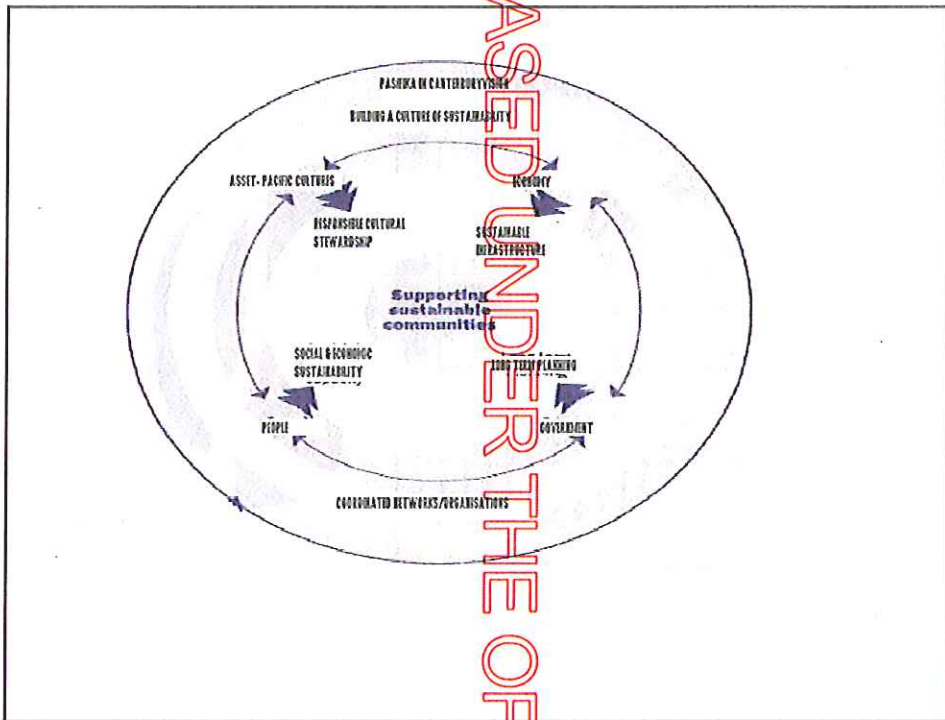 PASIFIKA IN CANTERBURY VISION
BUILDING A CULTURE OF SUSTAINABILITY
ASSET- PACIFIC CULTURES
ECONOMY
RESPONSIBLE CULTURAL
STEWARDSHIP
SUSTAINABLE
INFRASTRUCTURE
Supporting
sustainable
communities
SOCIAL & ECONOMIC
SUSTAINABILITY
LONG TERM PLANNING
PEOPLE
GOVERNMENT
COORDINATED NETWORKS/ORGANISATIONS
ASED UNDER THE OF